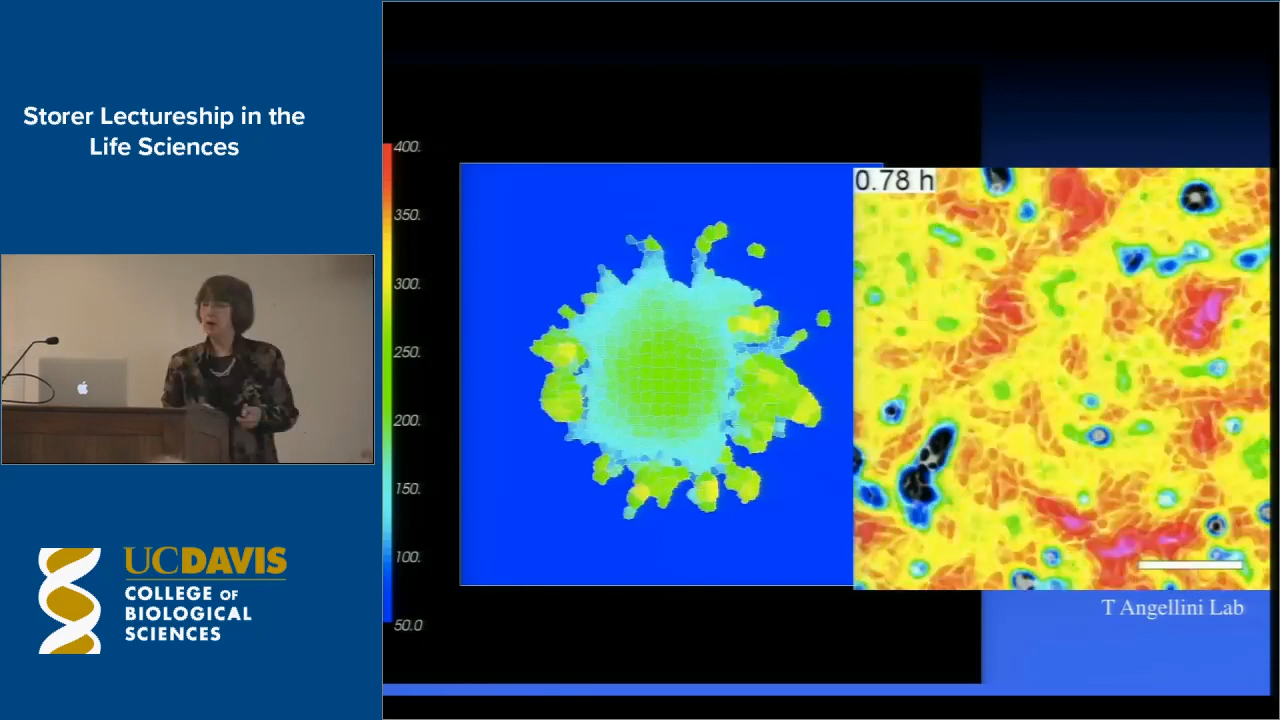 Storer Lectureship in the
Life Sciences
UCDAVIS
COLLEGE OF
BIOLOGICAL
SCIENCES
400.
350.
300.
250.
200.
150.
100.
50.0
0.78 h
T Angellini Lab